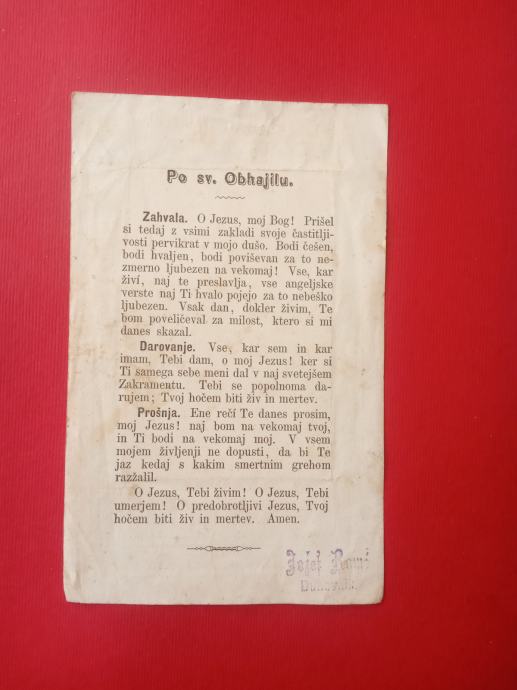 Po sv. Obhajilu.
Zahvala. O Jezus, moj Bog! Prišel
si tedaj z vsimi zakladi svoje častitlji-
vosti pervikrat v mojo dušo. Bodi češen,
bodi hvaljen, bodi poviševan za to ne-
zmerno ljubezen na vekomaj! Vse, kar
živí, naj te preslavlja, vse angeljske
verste naj Ti hvalo pojejo za to nebeško
ljubezen. Vsak dan, dokler živim, Te
bom poveličeval za milost, ktero si mi
danes skazal.
Darovanje. Vse, kar sem in kar
imam, Tebi dam, o moj Jezus! ker si
Ti samega sebe meni dal v naj svetejšem
Zakramentu. Tebi se popolnoma da-
rujem; Tvoj hočem biti živ in mertev.
Prošnja. Ene rečí Te danes prosim,
moj Jezus! naj bom na vekomaj tvoj,
in Ti bodi na vekomaj moj. V vsem
mojem življenji ne dopusti, da bi Te
jaz kedaj s kakim smertnim grehom
razžalil.
O Jezus, Tebi živim! O Jezus, Tebi
umerjem! O predobrotljivi Jezus, Tvoj
hočem biti živ in mertev. Amen.